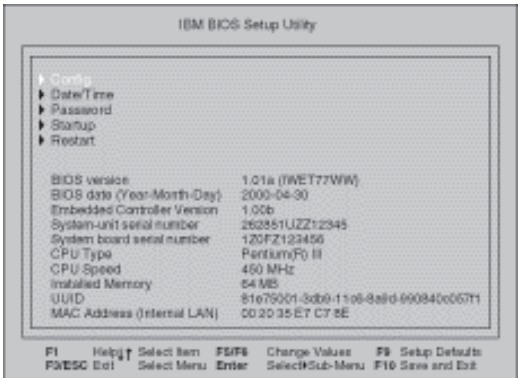 IBM BIOS Setup Utility
Config
Date/Time
Password
Startup
Restart
BIOS version 1.01a (IWET77WW)
BIOS date (Year-Month-Day) 2000-04-30
Embedded Controller Version 1.00b
System-unit serial number 262851UZZ12345
System board serial number 1Z0FZ123456
CPU Type Pentium(R) III
CPU Speed 450 MHz
Installed Memory 64 MB
UUID
MAC Address (Internal LAN) 00 20 35 E7 C7 8E
F1 Help ↓↑ Select Item F5/F6 Change Values F9 Setup Defaults
F3/ESC Exit Select Menu Enter Select Sub-Menu F10 Save and Exit